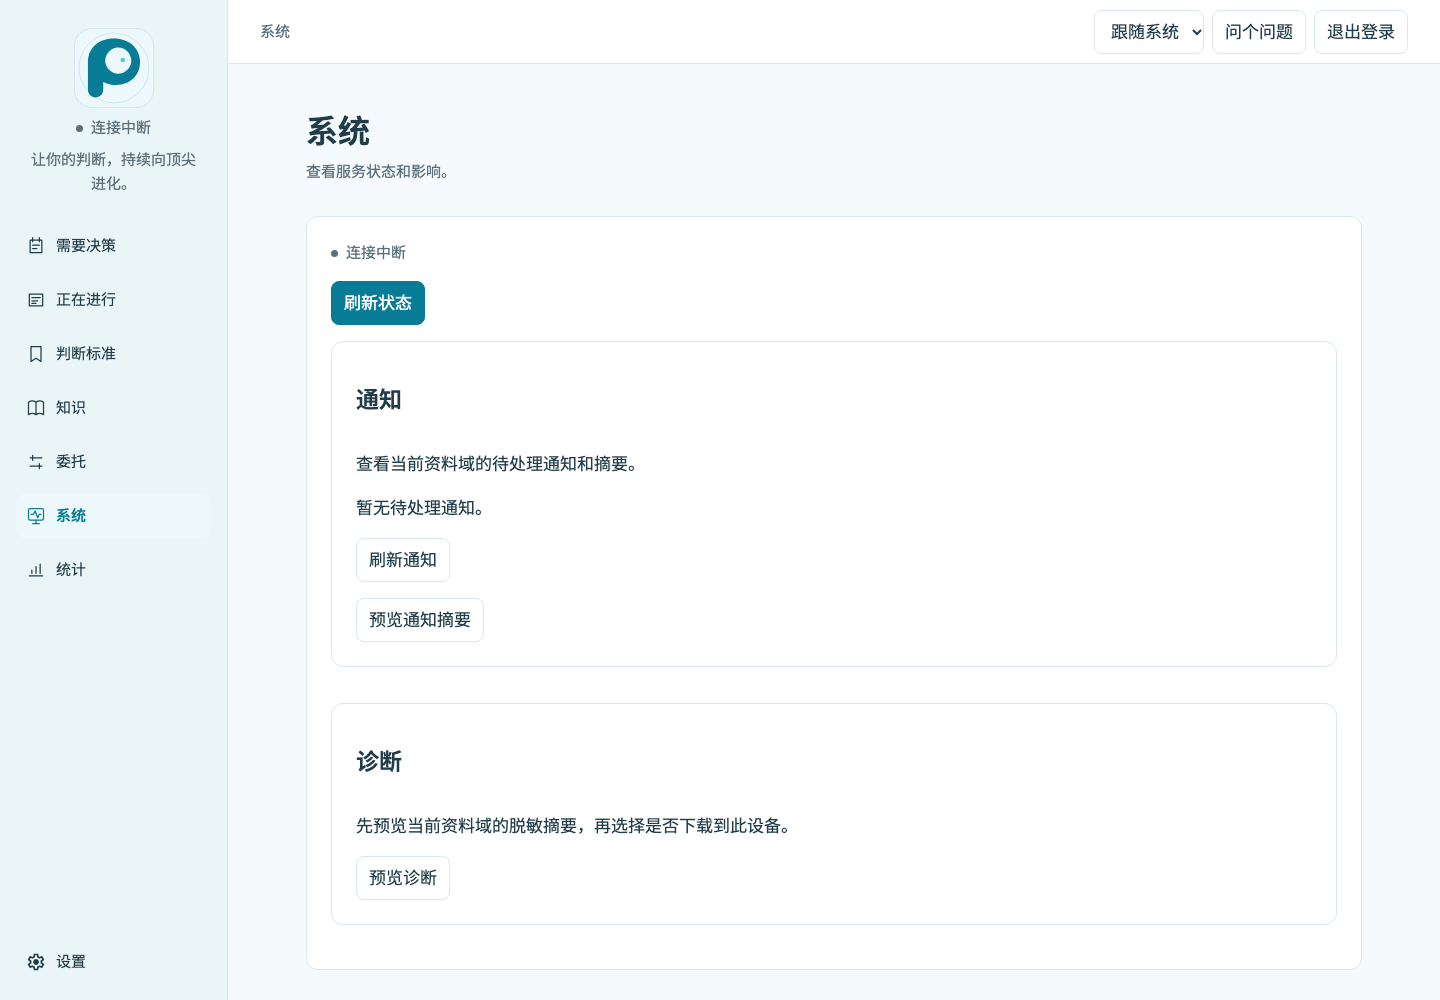 连接中断
让你的判断，持续向顶尖
进化。
需要决策
正在进行
判断标准
知识
委托
系统
统计
设置
系统
跟随系统
问个问题
退出登录
系统
查看服务状态和影响。
连接中断
刷新状态
通知
查看当前资料域的待处理通知和摘要。
暂无待处理通知。
刷新通知
预览通知摘要
诊断
先预览当前资料域的脱敏摘要，再选择是否下载到此设备。
预览诊断